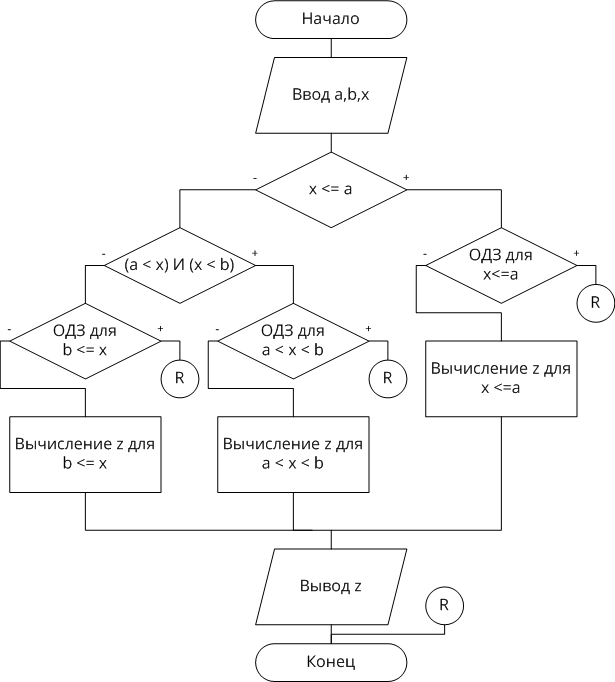 Начало
Ввод a,b,x
x <= a
-
+
(a < x) И (x < b)
-
+
ОДЗ для
x<=a
-
+
R
ОДЗ для
b <= x
-
+
R
ОДЗ для
a < x < b
-
+
R
Вычисление z для
x <=a
Вычисление z для
b <= x
Вычисление z для
a < x < b
Вывод z
R
Конец